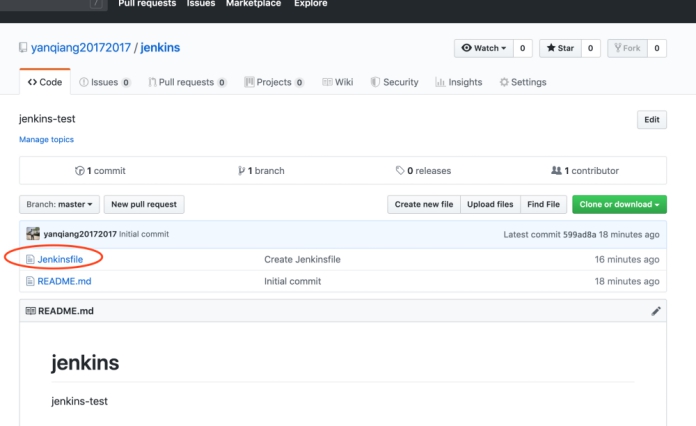 / Pull requests Issues Marketplace Explore
yanqiang20172017 / jenkins
Watch 0 Star 0 Fork 0
Code Issues 0 Pull requests 0 Projects 0 Wiki Security Insights Settings
jenkins-test
Edit
Manage topics
1 commit 1 branch 0 releases 1 contributor
Branch: master New pull request Create new file Upload files Find File Clone or download
yanqiang20172017 Initial commit Latest commit 599ad8a 18 minutes ago
Jenkinsfile Create Jenkinsfile 16 minutes ago
README.md Initial commit 18 minutes ago
README.md
jenkins
jenkins-test